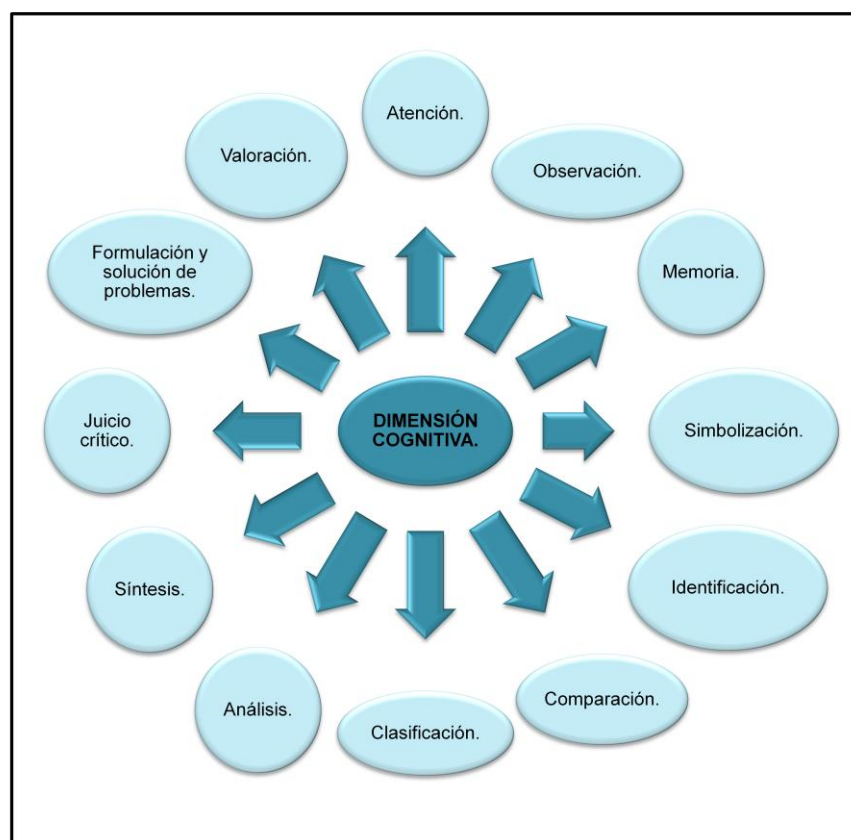 Atención.
Observación.
Memoria.
Simbolización.
Identificación.
Comparación.
Clasificación.
Análisis.
Síntesis.
Juicio
crítico.
Formulación y
solución de
problemas.
Valoración.
DIMENSIÓN
COGNITIVA.